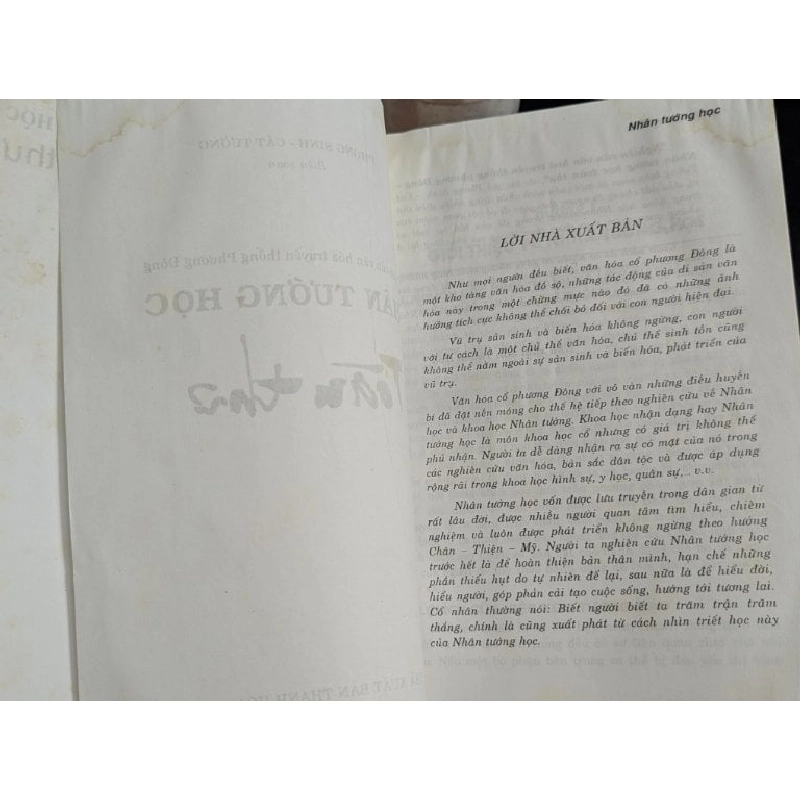 Nhân tướng học
LỜI NHÀ XUẤT BẢN
Như mọi người đều biết, văn hóa cổ phương Đông là
một kho tàng văn hóa đồ sộ, những tác động của di sản văn
hóa này trong một chừng mực nào đó đã có những ảnh
hưởng tích cực không thể chối bỏ đối với con người hiện đại.
Vũ trụ sản sinh và biến hóa không ngừng, con người
với tư cách là một chủ thể văn hóa, chủ thể sinh tồn cũng
không thể nằm ngoài sự sản sinh và biến hóa, phát triển của
vũ trụ.
Văn hóa cổ phương Đông với vô vàn những điều huyền
bí đã đặt nền móng cho thế hệ tiếp theo nghiên cứu về Nhân
học và khoa học Nhân tướng. Khoa học nhận dạng hay Nhân
tướng học là môn khoa học cổ nhưng có giá trị không thể
phủ nhận. Người ta dễ dàng nhận ra sự có mặt của nó trong
các nghiên cứu văn hóa, bản sắc dân tộc và được áp dụng
rộng rãi trong khoa học hình sự, y học, quân sự,... v.v.
Nhân tướng học vốn được lưu truyền trong dân gian từ
rất lâu đời, được nhiều người quan tâm tìm hiểu, chiêm
nghiệm và luôn được phát triển không ngừng theo hướng
Chân – Thiện – Mỹ. Người ta nghiên cứu Nhân tướng học
trước hết là để hoàn thiện bản thân mình, hạn chế những
phần thiếu hụt do tự nhiên để lại, sau nữa là để hiểu đời,
hiểu người, góp phần cải tạo cuộc sống, hướng tới tương lai.
Cổ nhân thường nói: Biết người biết ta trăm trận trăm
thắng, chính là cũng xuất phát từ cách nhìn triết học này
của Nhân tướng học.